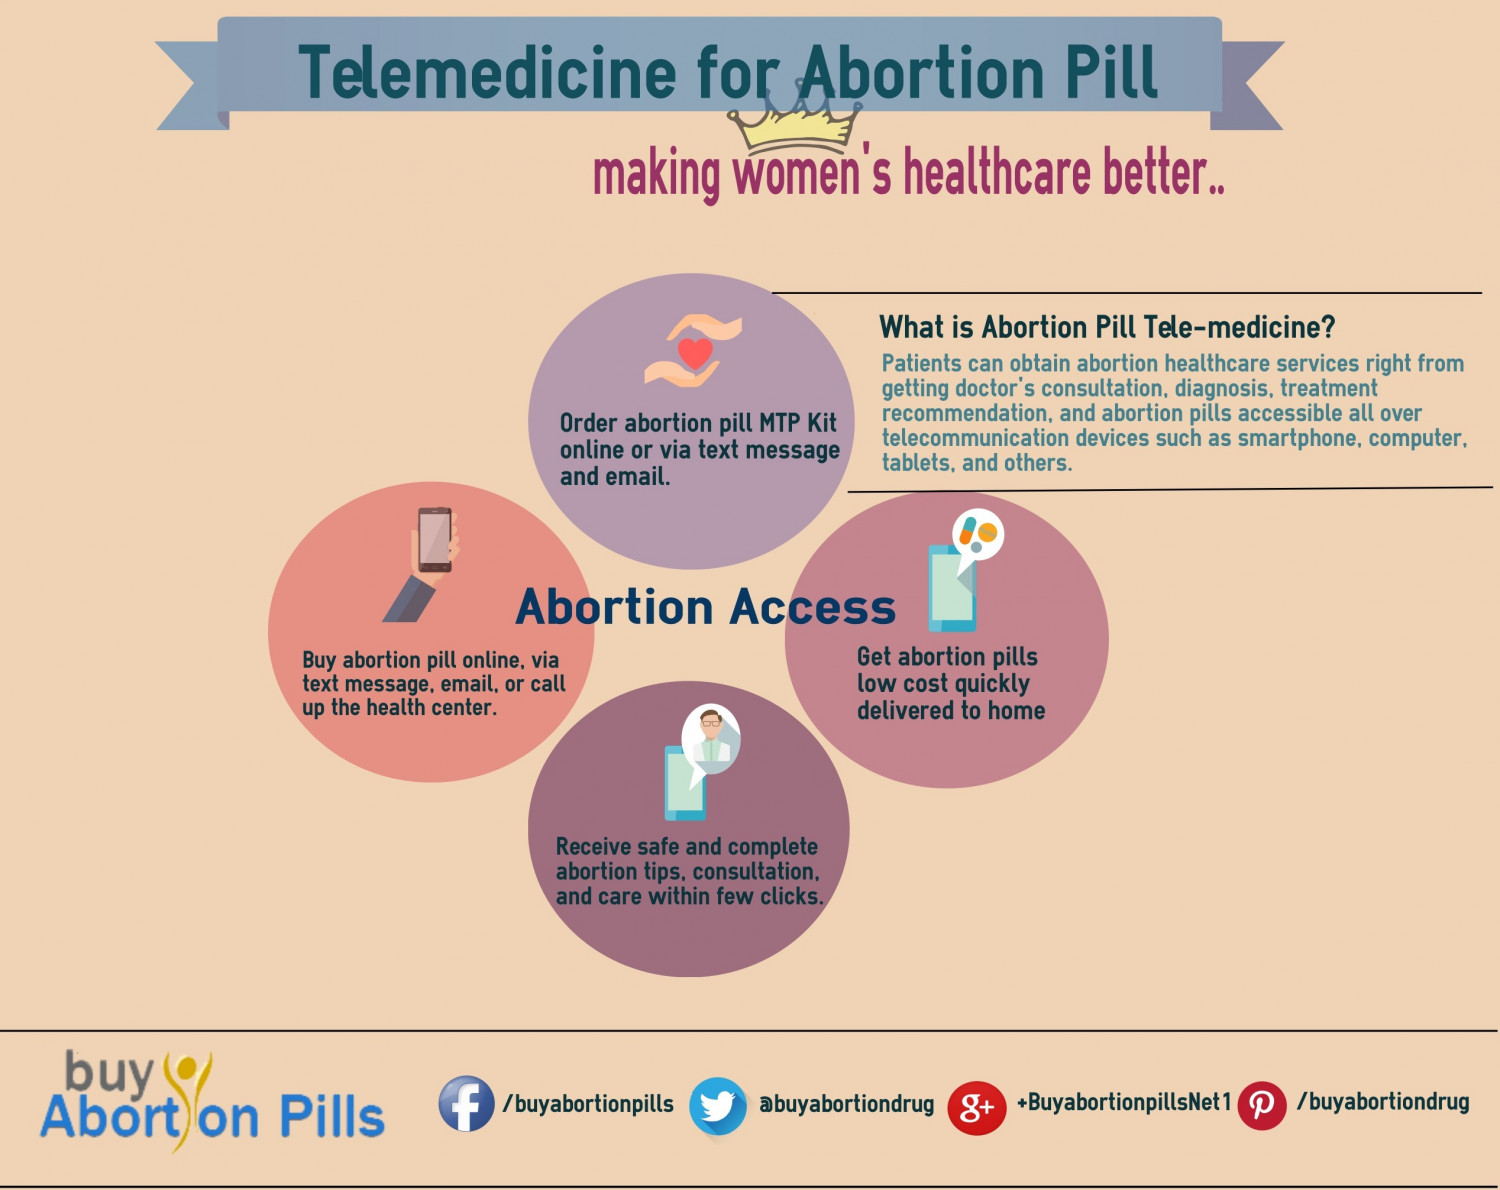 Telemedicine for Abortion Pill
making women's healthcare better..
What is Abortion Pill Tele-medicine?
Patients can obtain abortion healthcare services right from
getting doctor's consultation, diagnosis, treatment
recommendation, and abortion pills accessible all over
telecommunication devices such as smartphone, computer,
tablets, and others.
Order abortion pill MTP Kit
online or via text message
and email.
Abortion Access
Buy abortion pill online, via
text message, email, or call
up the health center.
Get abortion pills
low cost quickly
delivered to home
Receive safe and complete
abortion tips, consultation,
and care within few clicks.
buy
Abortion Pills
/buyabortionpills
@buyabortiondrug
g+
+BuyabortionpillsNet1
/buyabortiondrug